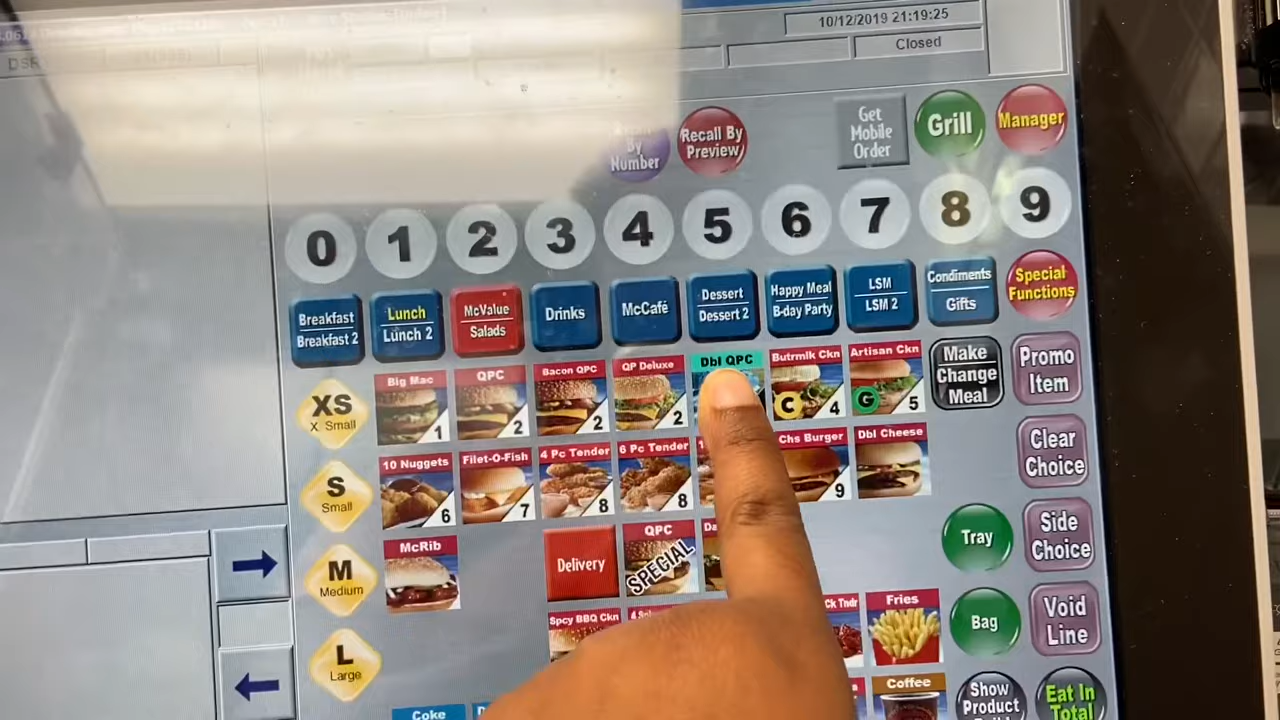 10/12/2019 21:19:25
Closed
By
Number
Recall By
Preview
Get
Mobile
Order
Grill
Manager
0 1 2 3 4 5 6 7 8 9
Breakfast
Breakfast 2
Lunch
Lunch 2
McValue
Salads
Drinks
McCafé
Dessert
Dessert 2
Happy Meal
B-day Party
LSM
LSM 2
Condiments
Gifts
Special
Functions
XS
X. Small
Big Mac
1
QPC
2
Bacon QPC
2
QP Deluxe
2
Dbl QPC
Butrmlk Ckn
C
4
Artisan Ckn
G
5
Make
Change
Meal
Promo
Item
S
Small
10 Nuggets
6
Filet-O-Fish
7
4 Pc Tender
8
6 Pc Tender
8
Chs Burger
9
Dbl Cheese
Clear
Choice
M
Medium
McRib
Delivery
QPC
SPECIAL
Tray
Side
Choice
L
Large
Spcy BBQ Ckn
Ck Tndr
Fries
Bag
Void
Line
Coke
Coffee
Show
Product
Eat In
Total